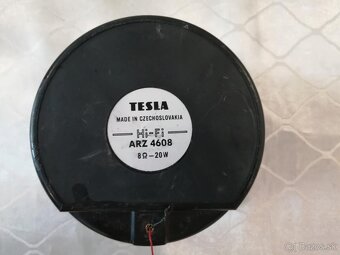 TESLA
MADE IN CZECHOSLOVAKIA
Hi-Fi
ARZ 4608
8Ω-20W